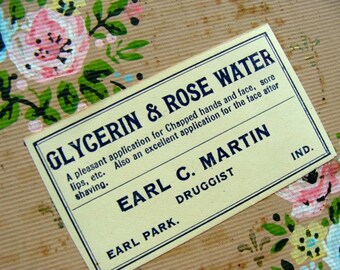 GLYCERIN & ROSE WATER
A pleasant application for Chapped hands and face, sore
lips, etc. Also an excellent application for the face after
shaving.
EARL C. MARTIN
DRUGGIST
EARL PARK. IND.